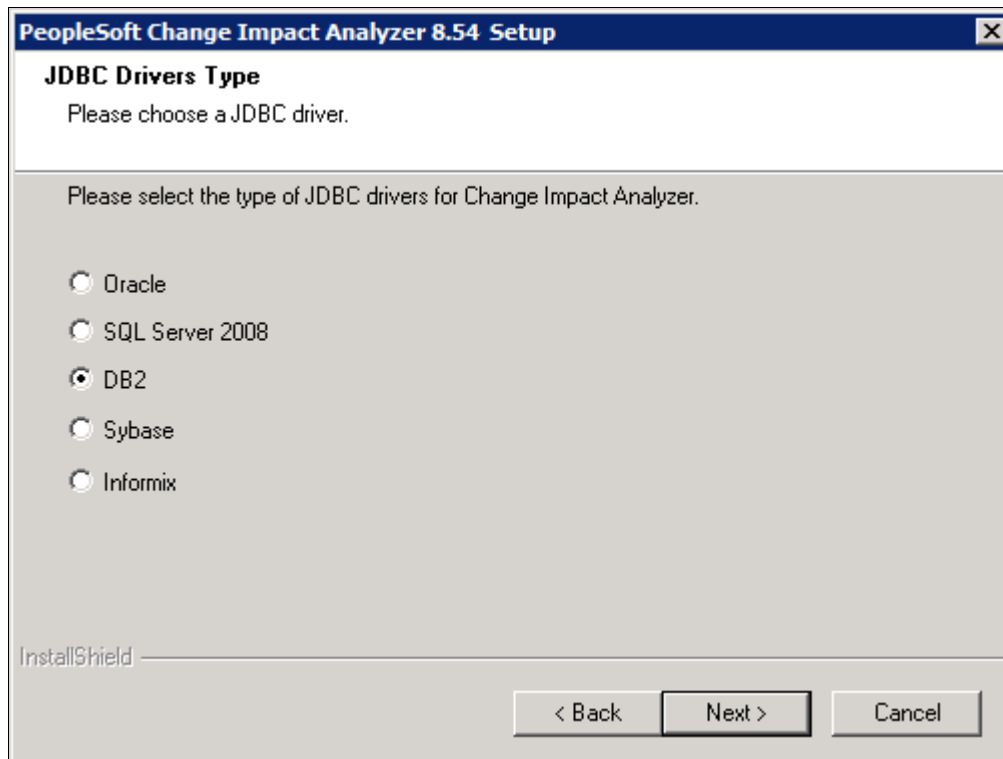 PeopleSoft Change Impact Analyzer 8.54 Setup
JDBC Drivers Type
Please choose a JDBC driver.
Please select the type of JDBC drivers for Change Impact Analyzer.
Oracle
SQL Server 2008
DB2
Sybase
Informix
InstallShield
< Back Next > Cancel